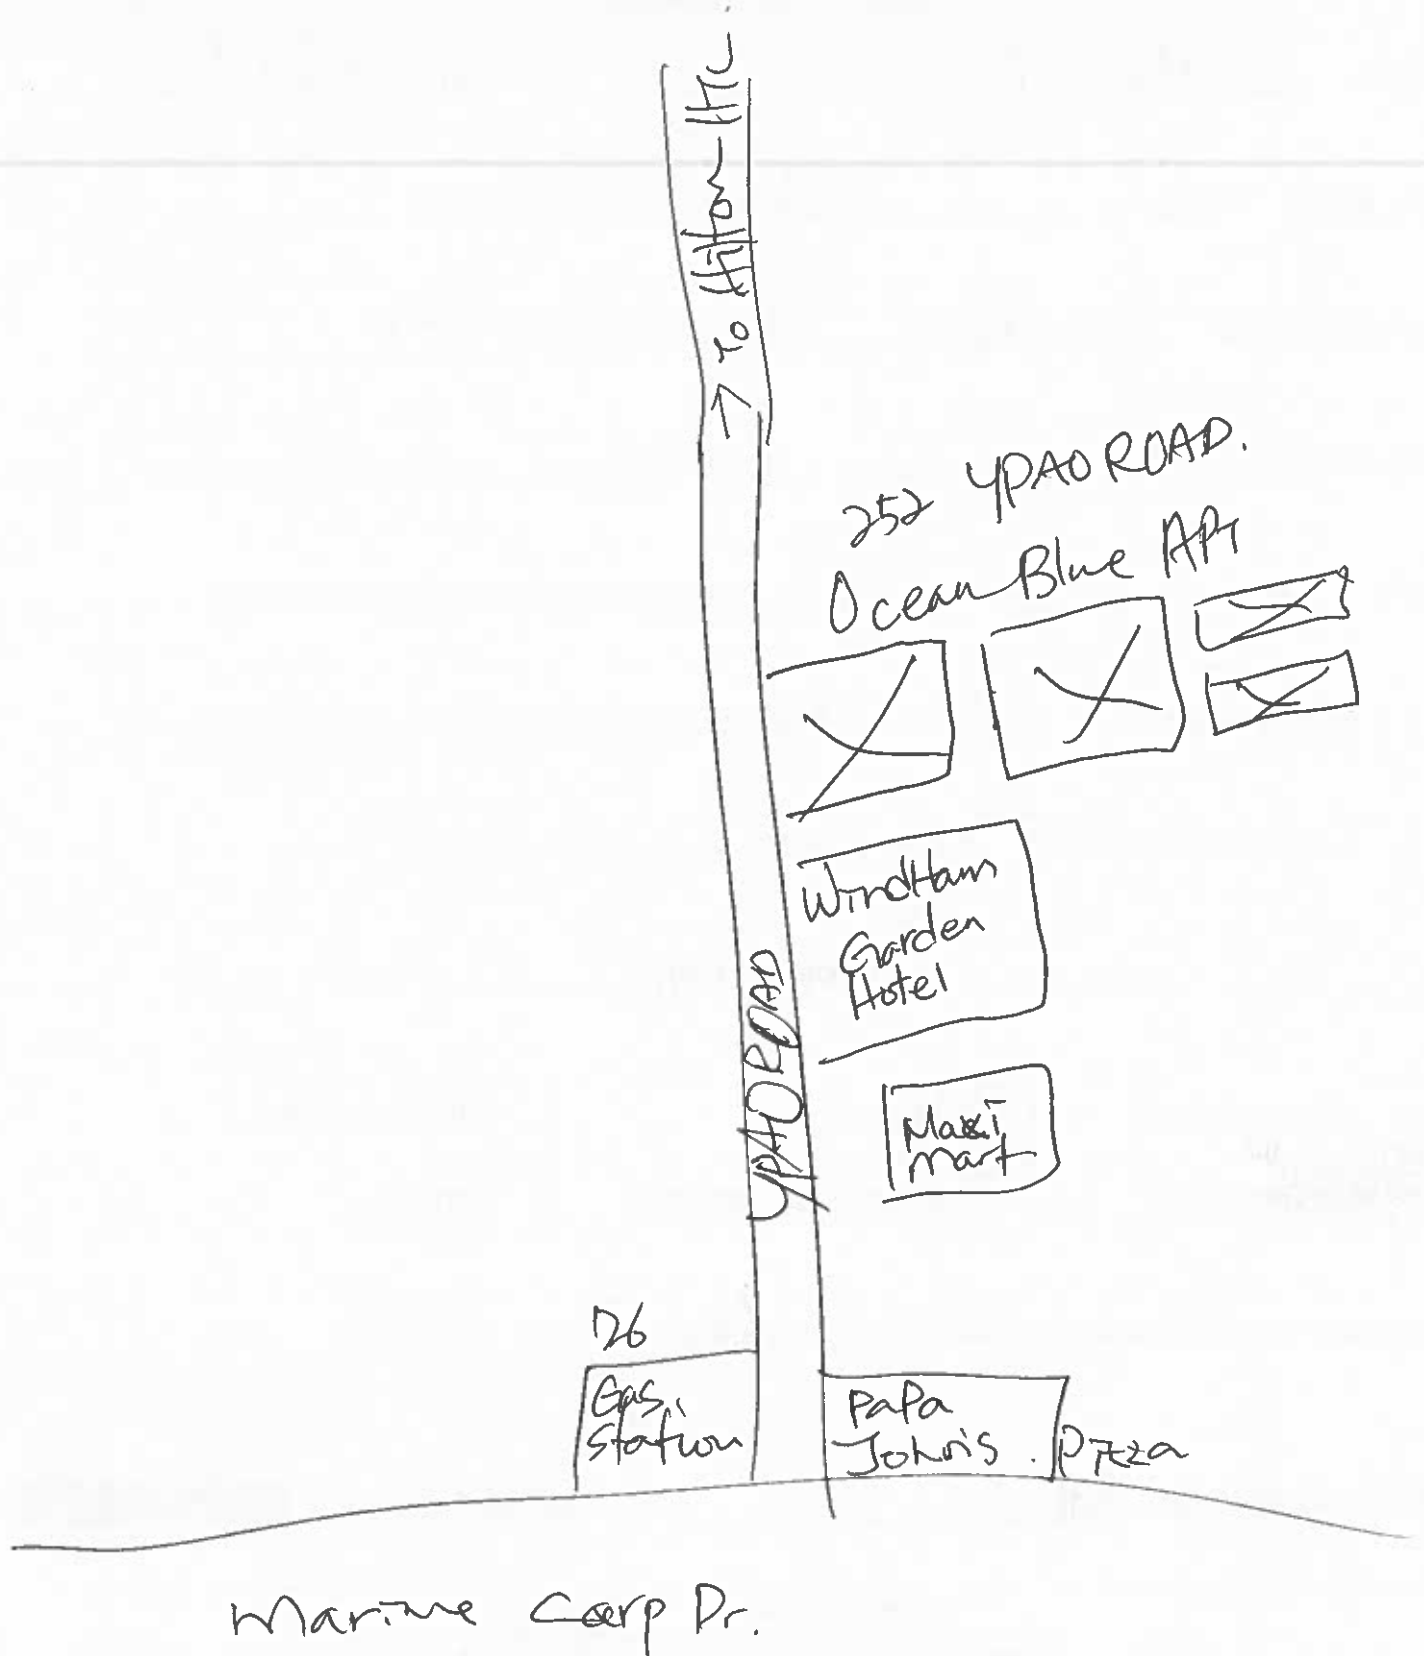 → To Hilton Htl
252 YPAO ROAD.
Ocean Blue APT
WindHam
Garden
Hotel
YPAO ROAD
Maxi
Mart
76
Gas
Station
PaPa
John's. Pizza
Marine Corp Dr.